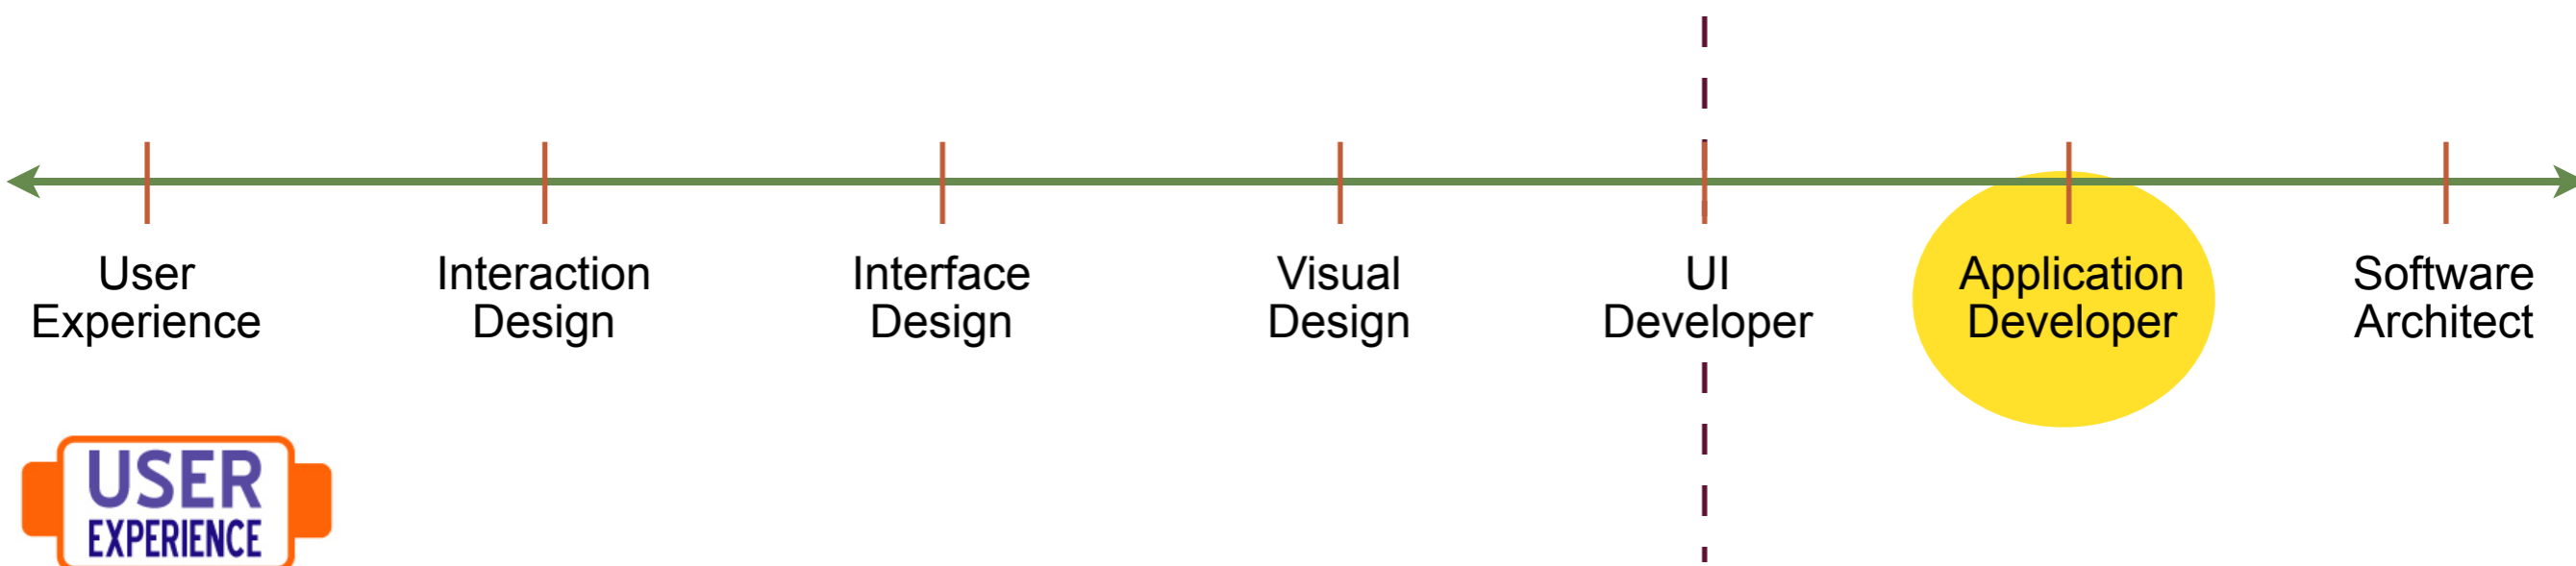 User
Experience
Interaction
Design
Interface
Design
Visual
Design
UI
Developer
Application
Developer
Software
Architect
USER
EXPERIENCE